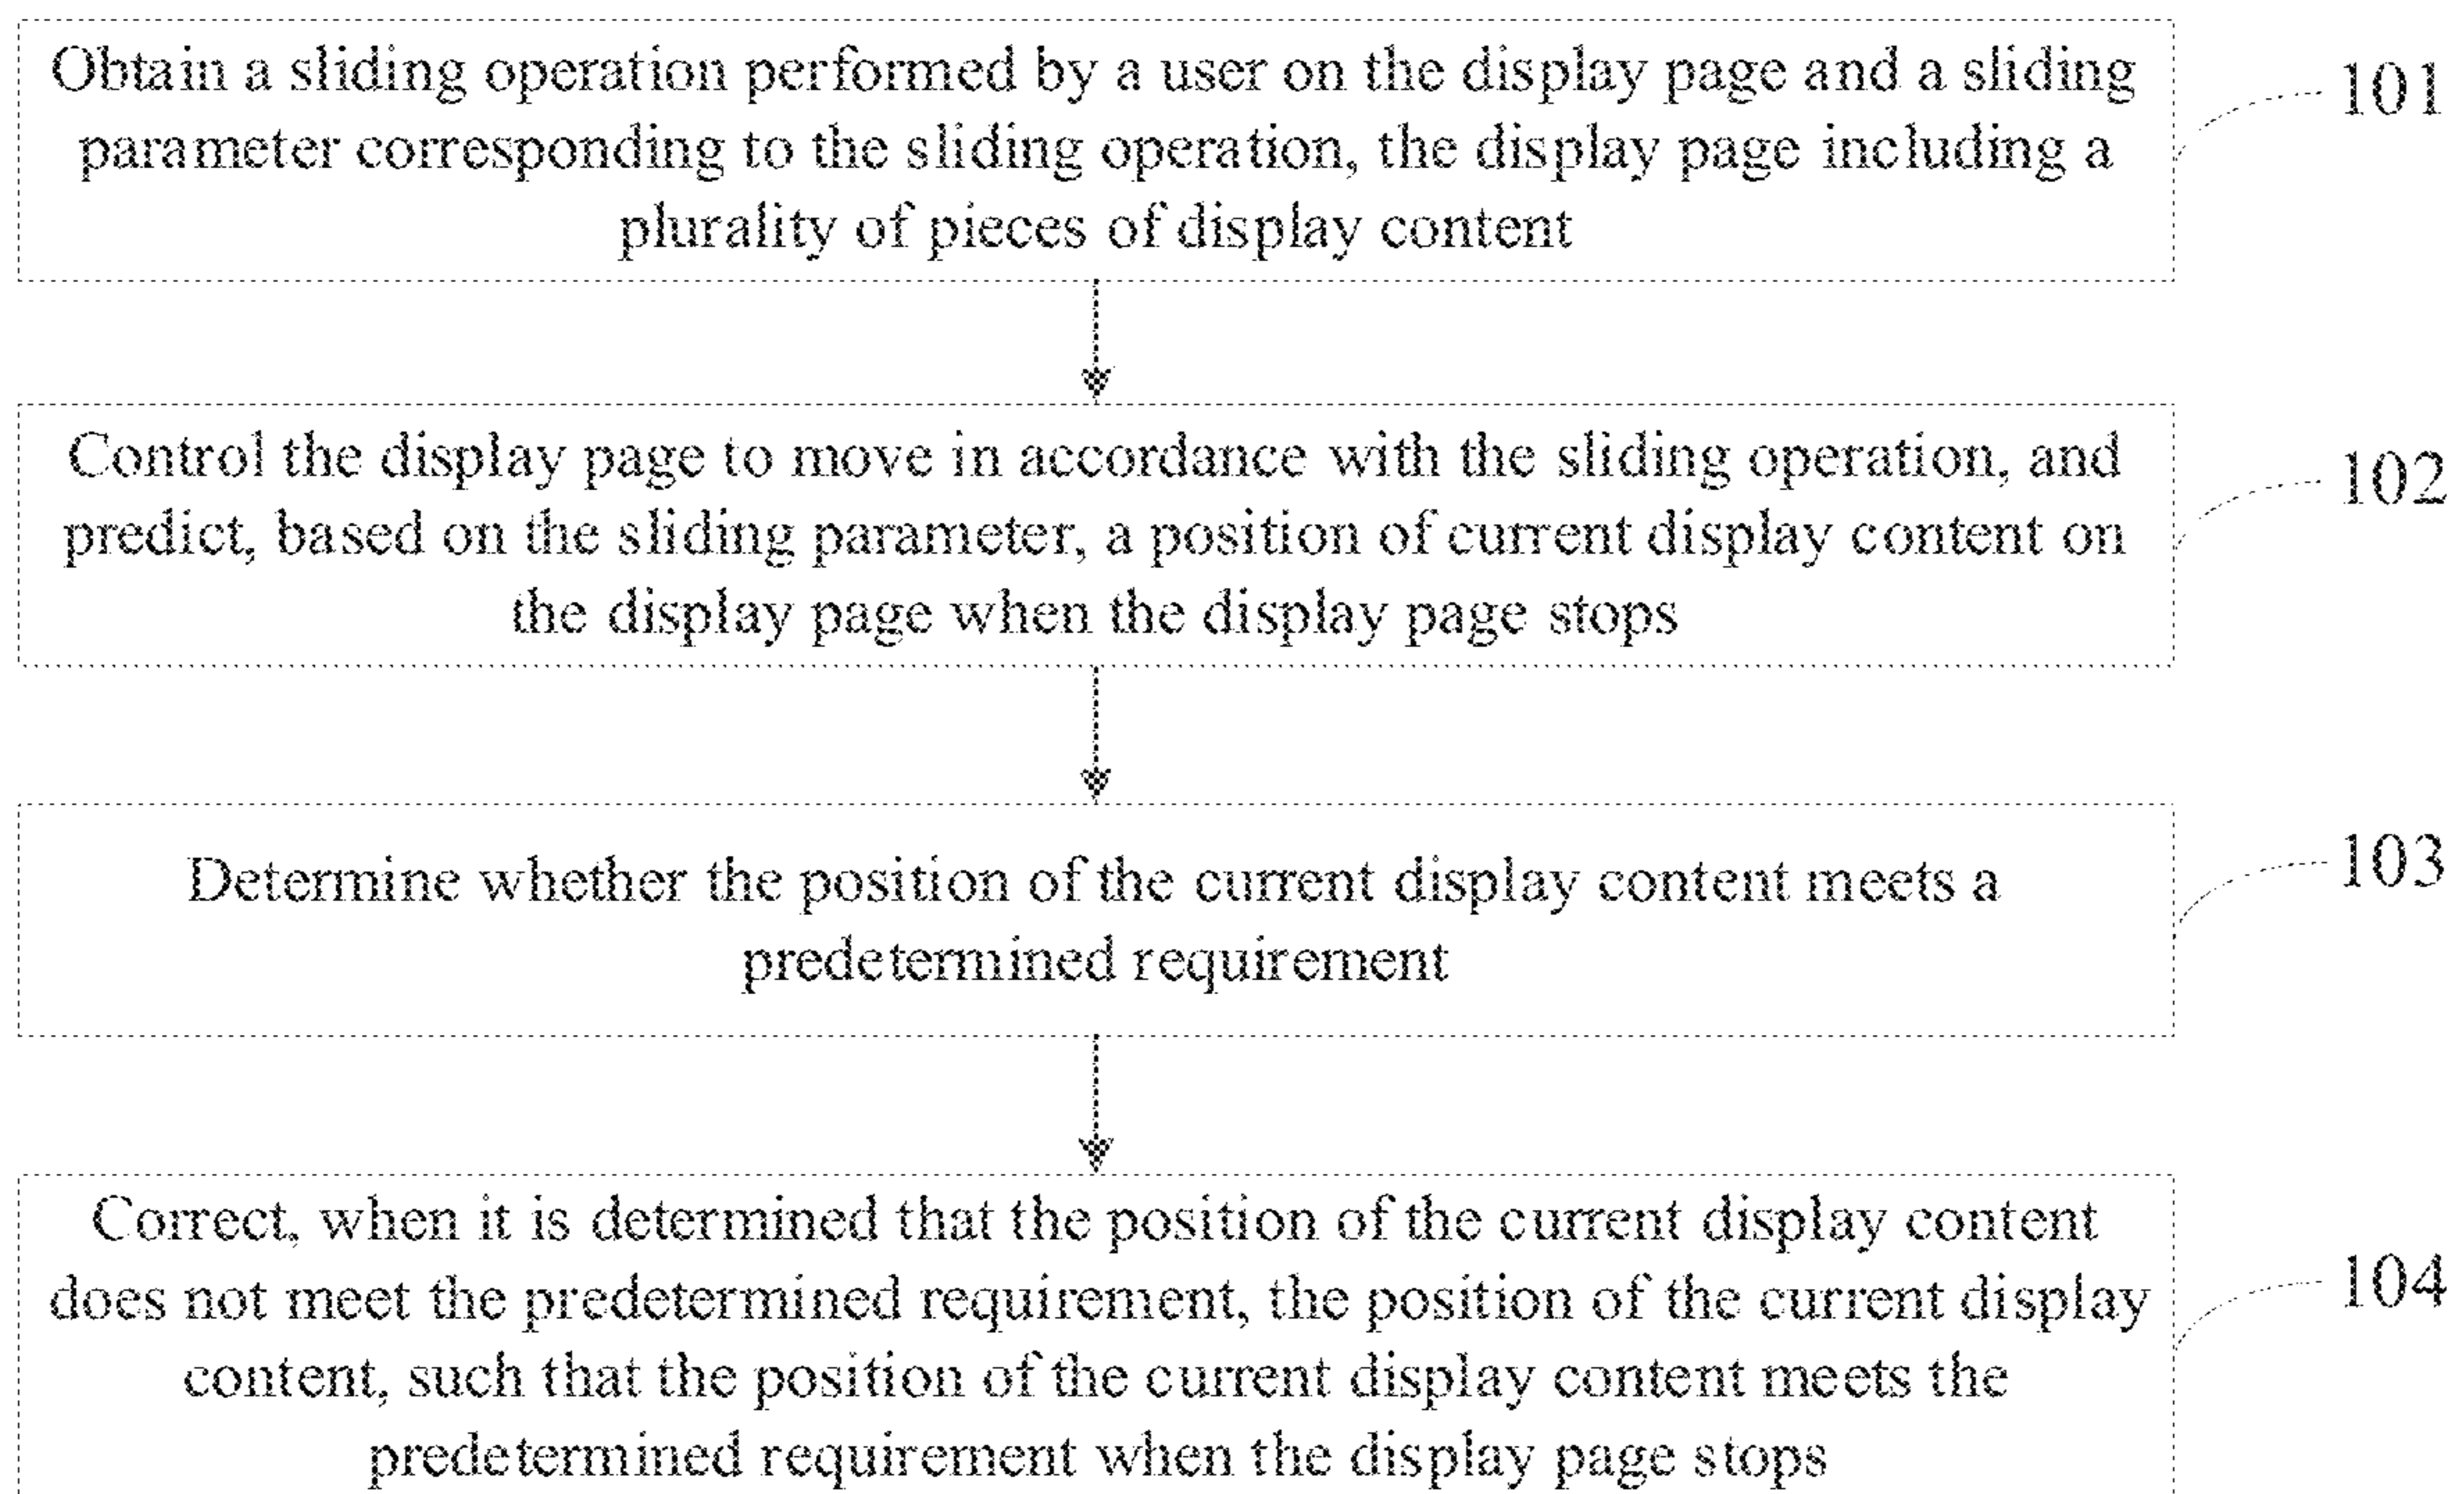 Obtain a sliding operation performed by a user on the display page and a sliding
parameter corresponding to the sliding operation, the display page including a
plurality of pieces of display content
101
Control the display page to move in accordance with the sliding operation, and
predict, based on the sliding parameter, a position of current display content on
the display page when the display page stops
102
Determine whether the position of the current display content meets a
predetermined requirement
103
Correct, when it is determined that the position of the current display content
does not meet the predetermined requirement, the position of the current display
content, such that the position of the current display content meets the
predetermined requirement when the display page stops
104